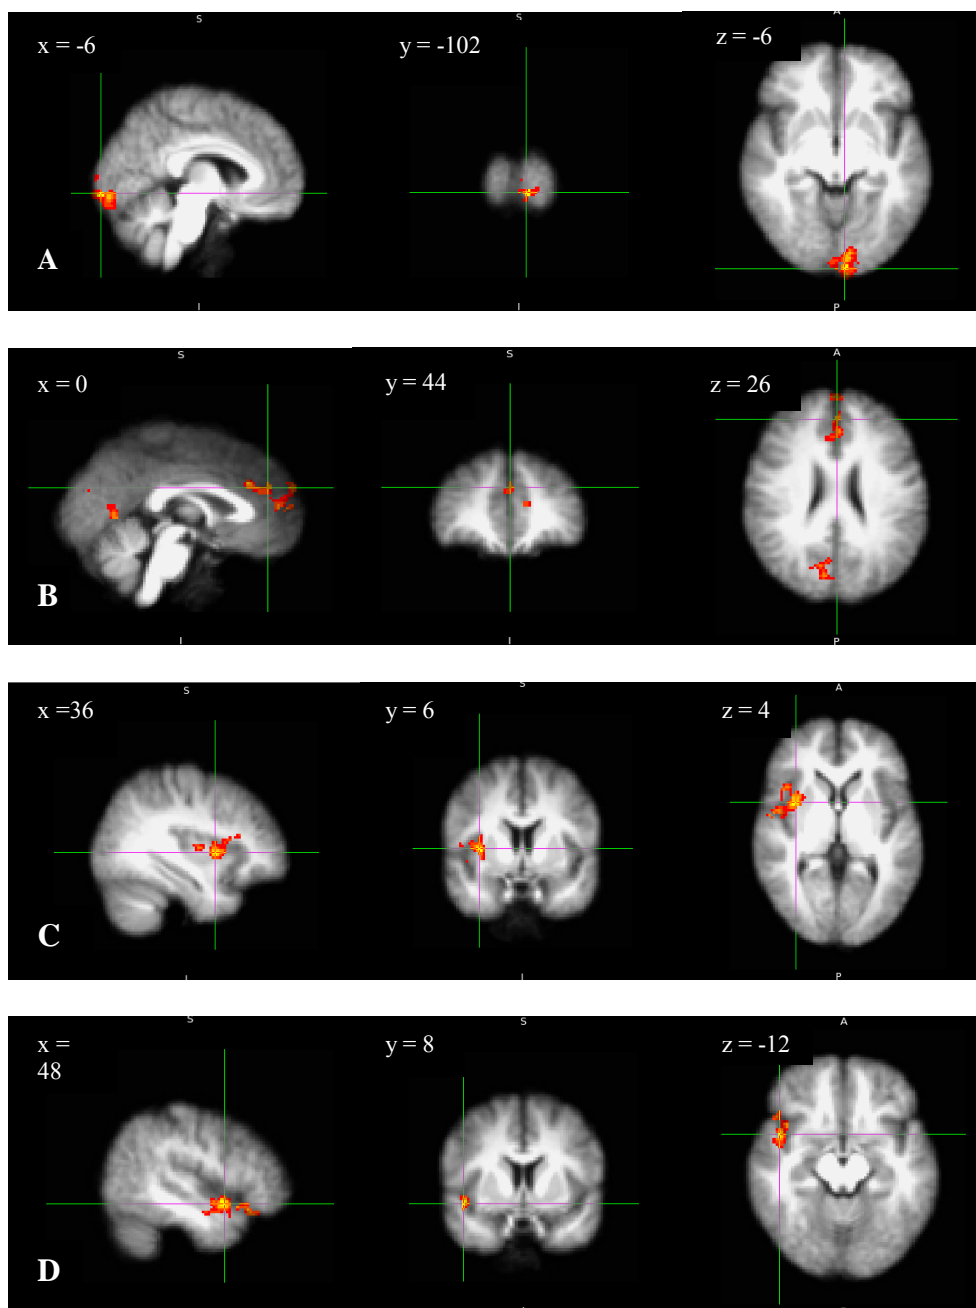 S
S
A
x = -6
y = -102
z = -6
A
I
I
P
S
S
A
x = 0
y = 44
z = 26
B
I
I
P
S
S
A
x =36
y = 6
z = 4
C
I
I
P
S
S
A
x =
48
y = 8
z = -12
D